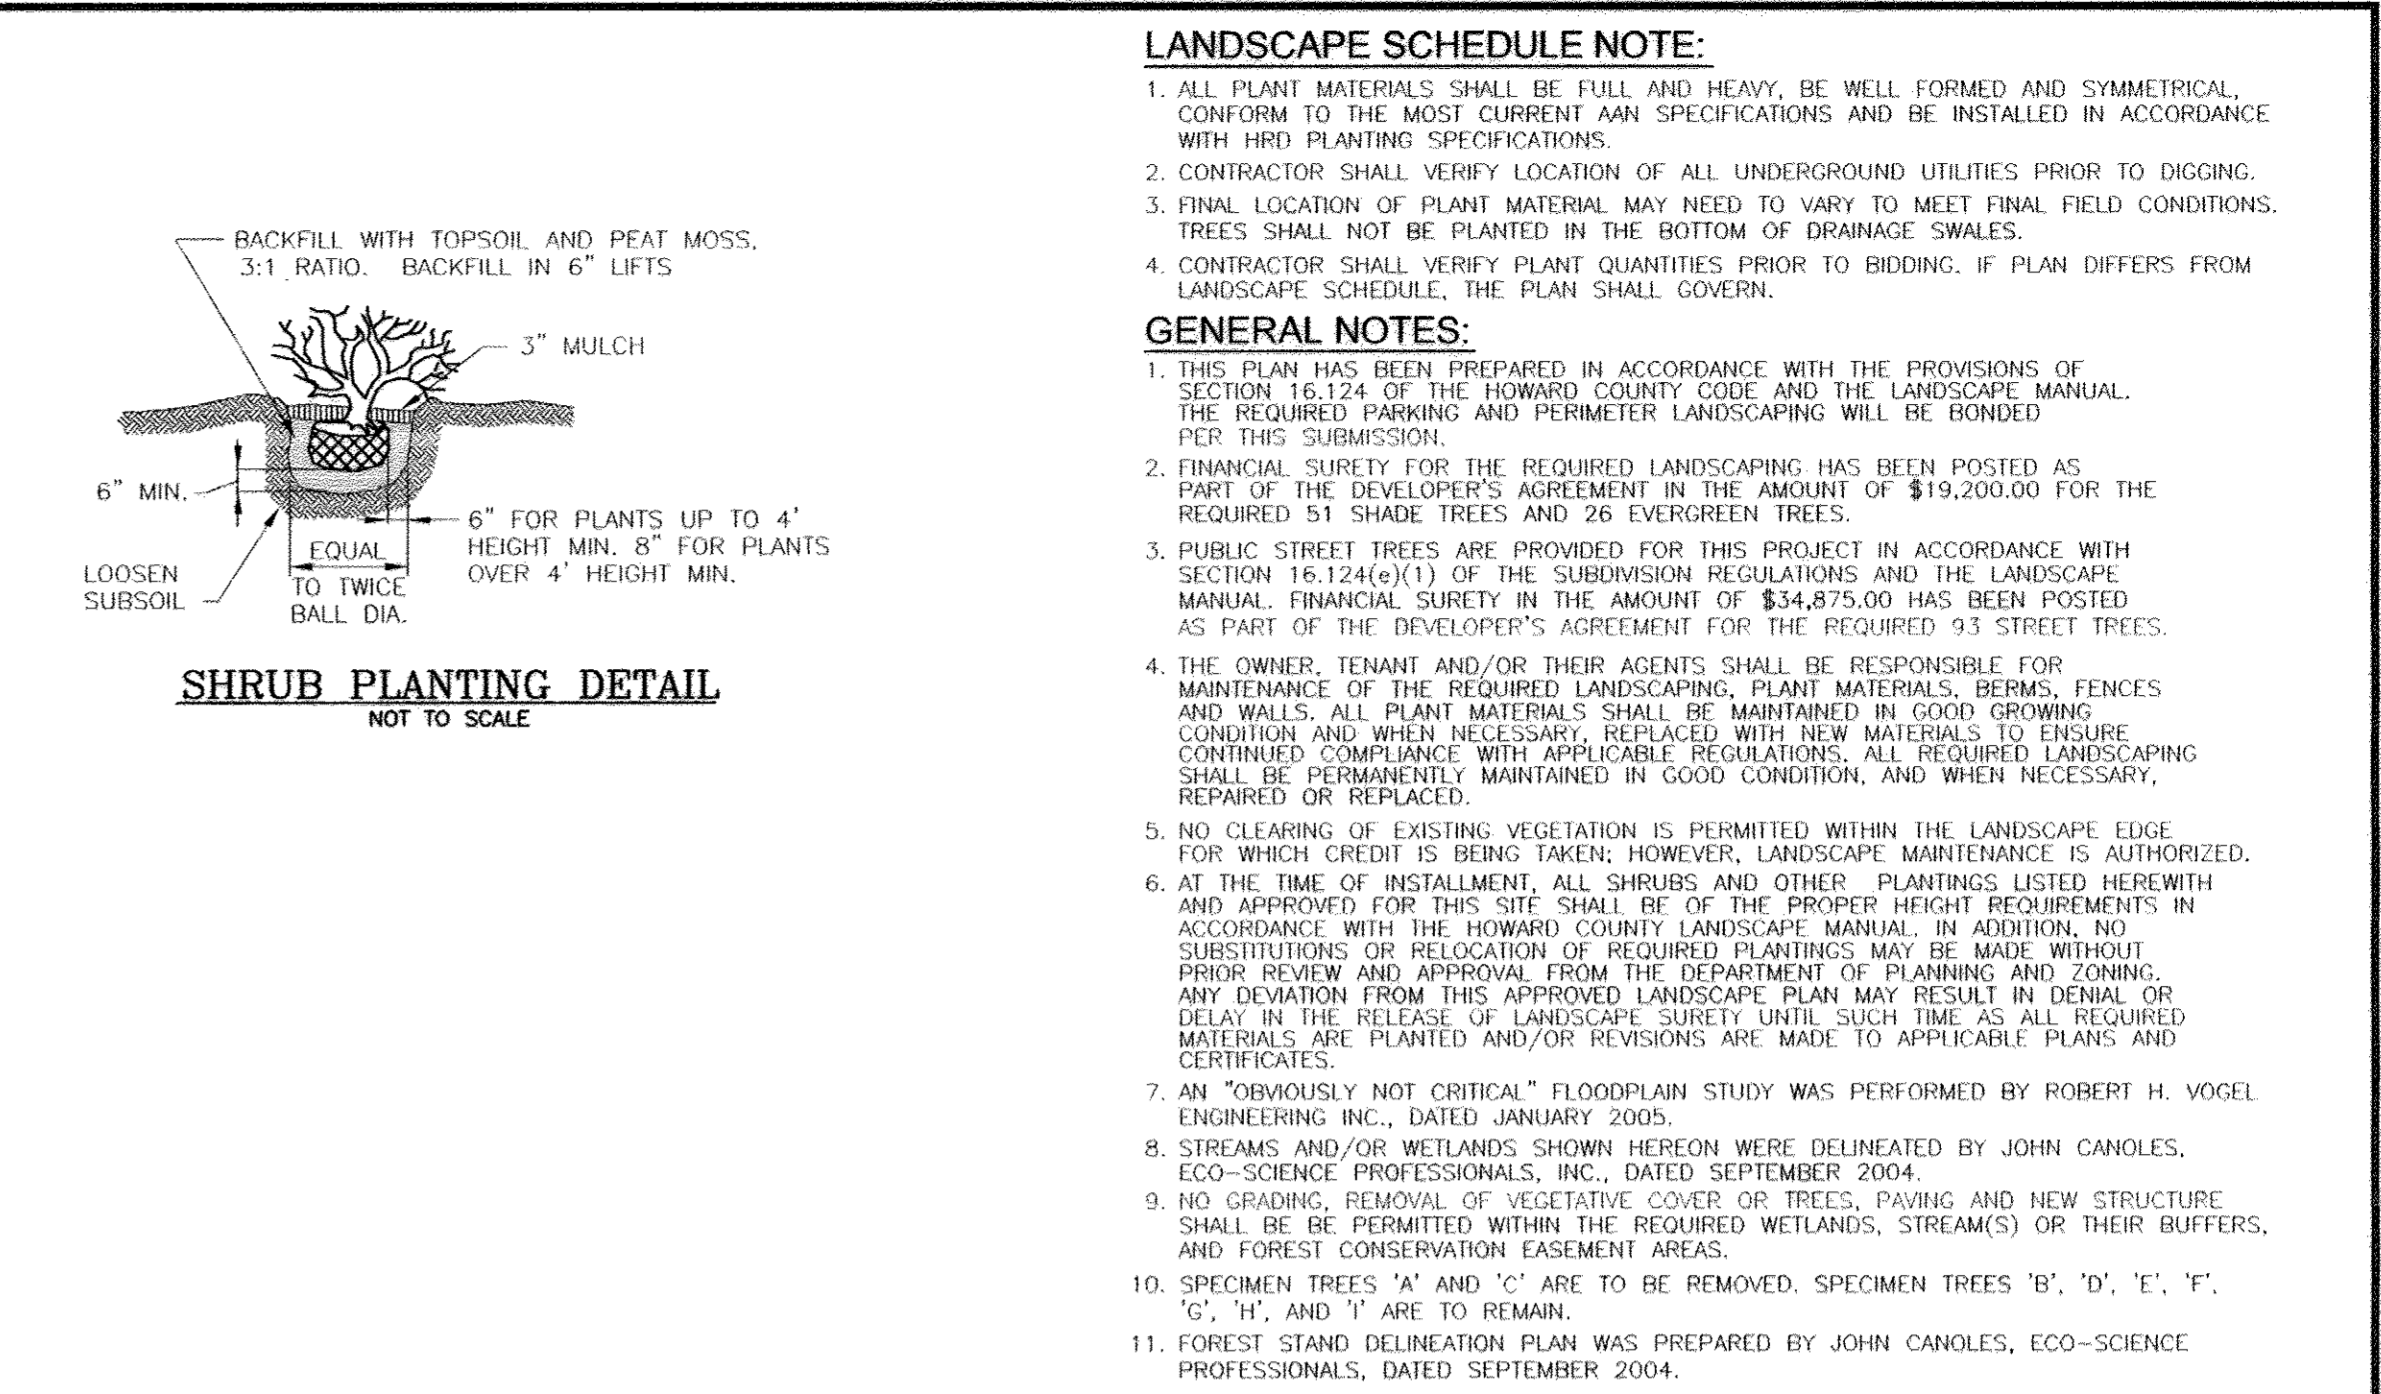 BACKFILL WITH TOPSOIL AND PEAT MOSS,
3:1 RATIO. BACKFILL IN 6" LIFTS
3" MULCH
6" MIN.
6" FOR PLANTS UP TO 4'
HEIGHT MIN. 8" FOR PLANTS
OVER 4' HEIGHT MIN.
EQUAL
TO TWICE
BALL DIA.
LOOSEN
SUBSOIL
SHRUB PLANTING DETAIL
NOT TO SCALE
LANDSCAPE SCHEDULE NOTE:
1. ALL PLANT MATERIALS SHALL BE FULL AND HEAVY, BE WELL FORMED AND SYMMETRICAL,
CONFORM TO THE MOST CURRENT AAN SPECIFICATIONS AND BE INSTALLED IN ACCORDANCE
WITH HRD PLANTING SPECIFICATIONS.
2. CONTRACTOR SHALL VERIFY LOCATION OF ALL UNDERGROUND UTILITIES PRIOR TO DIGGING.
3. FINAL LOCATION OF PLANT MATERIAL MAY NEED TO VARY TO MEET FINAL FIELD CONDITIONS.
TREES SHALL NOT BE PLANTED IN THE BOTTOM OF DRAINAGE SWALES.
4. CONTRACTOR SHALL VERIFY PLANT QUANTITIES PRIOR TO BIDDING. IF PLAN DIFFERS FROM
LANDSCAPE SCHEDULE, THE PLAN SHALL GOVERN.
GENERAL NOTES:
1. THIS PLAN HAS BEEN PREPARED IN ACCORDANCE WITH THE PROVISIONS OF
SECTION 16.124 OF THE HOWARD COUNTY CODE AND THE LANDSCAPE MANUAL.
THE REQUIRED PARKING AND PERIMETER LANDSCAPING WILL BE BONDED
PER THIS SUBMISSION.
2. FINANCIAL SURETY FOR THE REQUIRED LANDSCAPING HAS BEEN POSTED AS
PART OF THE DEVELOPER'S AGREEMENT IN THE AMOUNT OF $19,200.00 FOR THE
REQUIRED 51 SHADE TREES AND 26 EVERGREEN TREES.
3. PUBLIC STREET TREES ARE PROVIDED FOR THIS PROJECT IN ACCORDANCE WITH
SECTION 16.124(e)(1) OF THE SUBDIVISION REGULATIONS AND THE LANDSCAPE
MANUAL. FINANCIAL SURETY IN THE AMOUNT OF $34,875.00 HAS BEEN POSTED
AS PART OF THE DEVELOPER'S AGREEMENT FOR THE REQUIRED 93 STREET TREES.
4. THE OWNER, TENANT AND/OR THEIR AGENTS SHALL BE RESPONSIBLE FOR
MAINTENANCE OF THE REQUIRED LANDSCAPING, PLANT MATERIALS, BERMS, FENCES
AND WALLS. ALL PLANT MATERIALS SHALL BE MAINTAINED IN GOOD GROWING
CONDITION AND WHEN NECESSARY, REPLACED WITH NEW MATERIALS TO ENSURE
CONTINUED COMPLIANCE WITH APPLICABLE REGULATIONS. ALL REQUIRED LANDSCAPING
SHALL BE PERMANENTLY MAINTAINED IN GOOD CONDITION, AND WHEN NECESSARY,
REPAIRED OR REPLACED.
5. NO CLEARING OF EXISTING VEGETATION IS PERMITTED WITHIN THE LANDSCAPE EDGE
FOR WHICH CREDIT IS BEING TAKEN; HOWEVER, LANDSCAPE MAINTENANCE IS AUTHORIZED.
6. AT THE TIME OF INSTALLMENT, ALL SHRUBS AND OTHER PLANTINGS LISTED HEREWITH
AND APPROVED FOR THIS SITE SHALL BE OF THE PROPER HEIGHT REQUIREMENTS IN
ACCORDANCE WITH THE HOWARD COUNTY LANDSCAPE MANUAL. IN ADDITION, NO
SUBSTITUTIONS OR RELOCATION OF REQUIRED PLANTINGS MAY BE MADE WITHOUT
PRIOR REVIEW AND APPROVAL FROM THE DEPARTMENT OF PLANNING AND ZONING.
ANY DEVIATION FROM THIS APPROVED LANDSCAPE PLAN MAY RESULT IN DENIAL OR
DELAY IN THE RELEASE OF LANDSCAPE SURETY UNTIL SUCH TIME AS ALL REQUIRED
MATERIALS ARE PLANTED AND/OR REVISIONS ARE MADE TO APPLICABLE PLANS AND
CERTIFICATES.
7. AN "OBVIOUSLY NOT CRITICAL" FLOODPLAIN STUDY WAS PERFORMED BY ROBERT H. VOGEL
ENGINEERING INC., DATED JANUARY 2005.
8. STREAMS AND/OR WETLANDS SHOWN HEREON WERE DELINEATED BY JOHN CANOLES,
ECO-SCIENCE PROFESSIONALS, INC., DATED SEPTEMBER 2004.
9. NO GRADING, REMOVAL OF VEGETATIVE COVER OR TREES, PAVING AND NEW STRUCTURE
SHALL BE BE PERMITTED WITHIN THE REQUIRED WETLANDS, STREAM(S) OR THEIR BUFFERS,
AND FOREST CONSERVATION EASEMENT AREAS.
10. SPECIMEN TREES 'A' AND 'C' ARE TO BE REMOVED. SPECIMEN TREES 'B', 'D', 'E', 'F',
'G', 'H', AND 'I' ARE TO REMAIN.
11. FOREST STAND DELINEATION PLAN WAS PREPARED BY JOHN CANOLES, ECO-SCIENCE
PROFESSIONALS, DATED SEPTEMBER 2004.